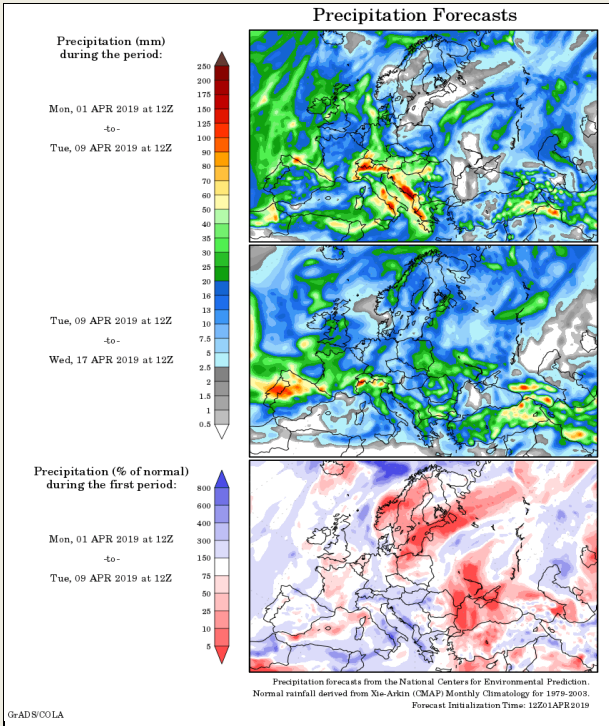 Precipitation Forecasts
Precipitation (mm)
during the period:
Mon, 01 APR 2019 at 12Z
-to-
Tue, 09 APR 2019 at 12Z
250
200
175
150
125
100
90
80
70
60
50
40
35
30
25
20
16
13
10
7.5
5
2.5
2
1.5
1
0.5
Tue, 09 APR 2019 at 12Z
-to-
Wed, 17 APR 2019 at 12Z
Precipitation (% of normal)
during the first period:
Mon, 01 APR 2019 at 12Z
-to-
Tue, 09 APR 2019 at 12Z
800
600
400
300
150
75
50
25
10
5
Precipitation forecasts from the National Centers for Environmental Prediction.
Normal rainfall derived from Xie-Arkin (CMAP) Monthly Climatology for 1979-2003.
Forecast Initialization Time: 12Z01APR2019
GrADS/COLA